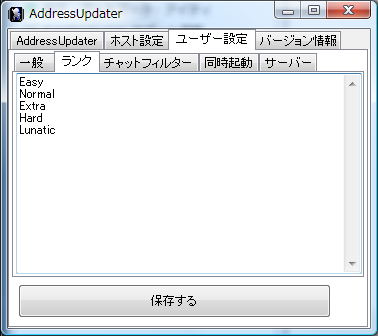 AddressUpdater
AddressUpdater ホスト設定 ユーザー設定 バージョン情報
一般 ランク チャットフィルター 同時起動 サーバー
Easy
Normal
Extra
Hard
Lunatic
保存する